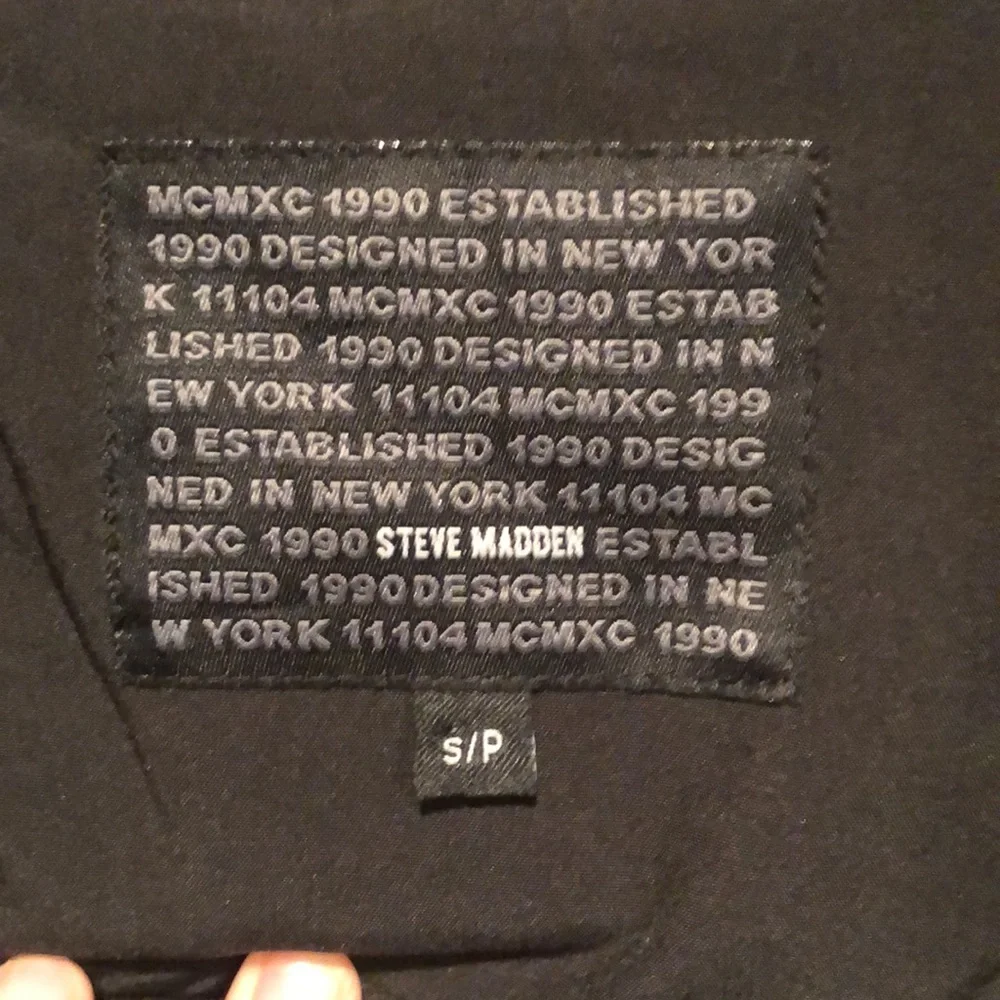 MCMXC 1990 ESTABLISHED
1990 DESIGNED IN NEW YOR
K 11104 MCMXC 1990 ESTAB
LISHED 1990 DESIGNED IN N
EW YORK 11104 MCMXC 199
0 ESTABLISHED 1990 DESIG
NED IN NEW YORK 11104 MC
MXC 1990 STEVE MADDEN ESTABL
ISHED 1990 DESIGNED IN NE
W YORK 11104 MCMXC 1990
S/P